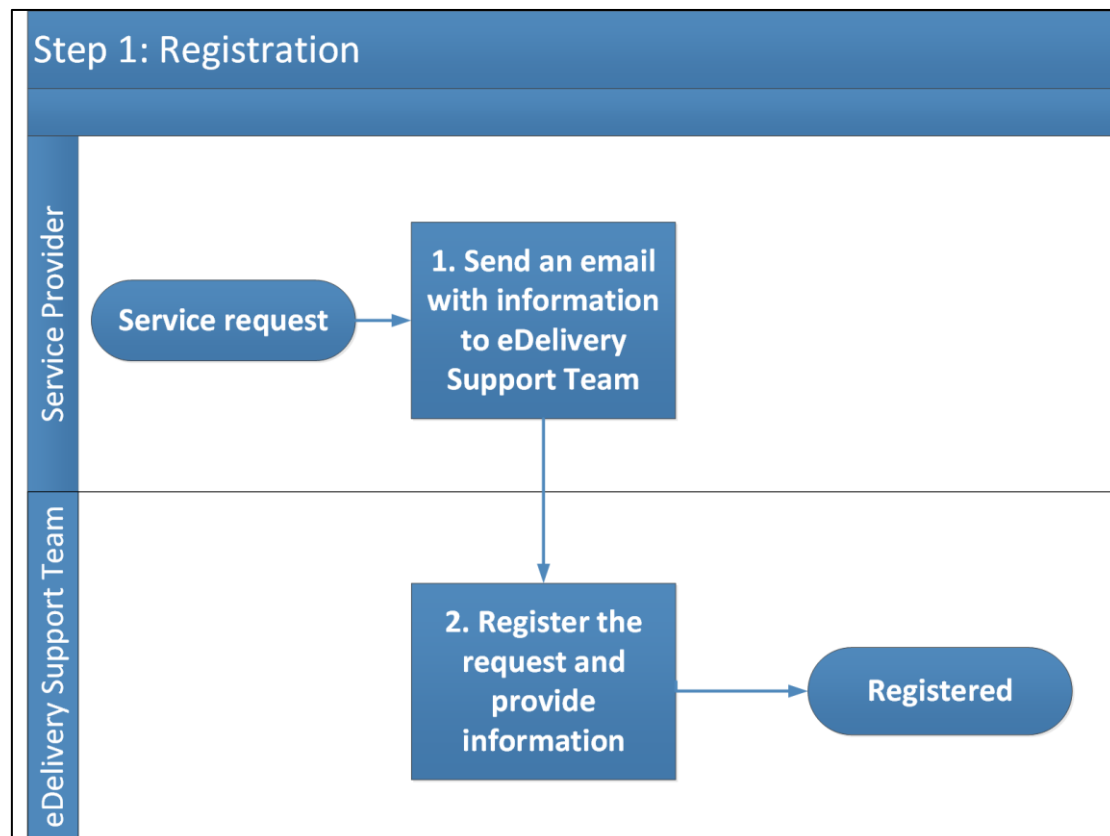 Step 1: Registration
Service Provider
Service request
1. Send an email
with information
to eDelivery
Support Team
eDelivery Support Team
2. Register the
request and
provide
information
Registered